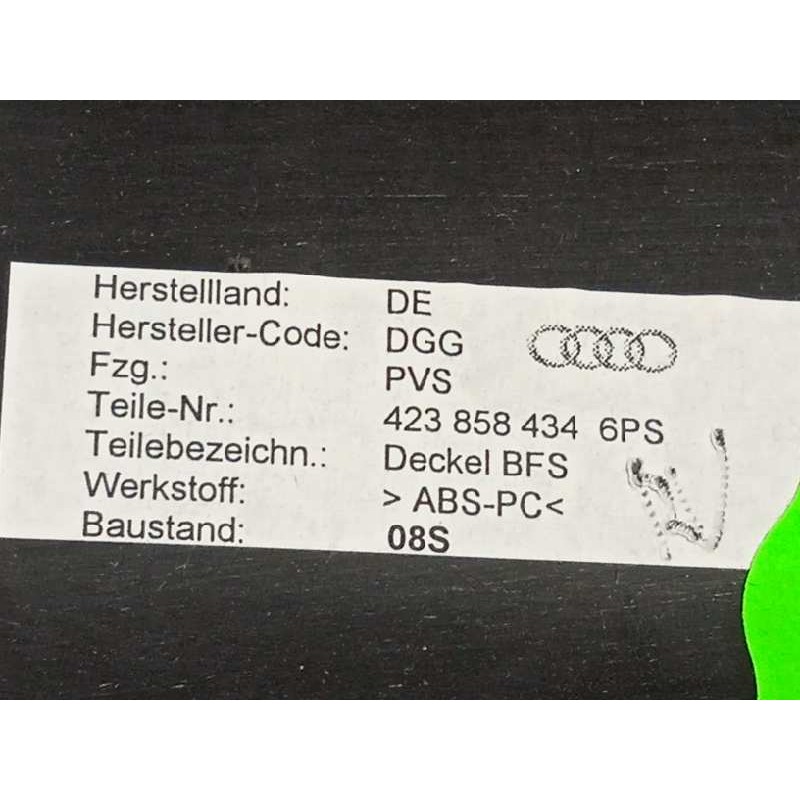 Herstellland: DE
Hersteller-Code: DGG
Fzg.: PVS
Teile-Nr.: 423 858 434 6PS
Teilebezeichn.: Deckel BFS
Werkstoff: > ABS-PC<
Baustand: 08S